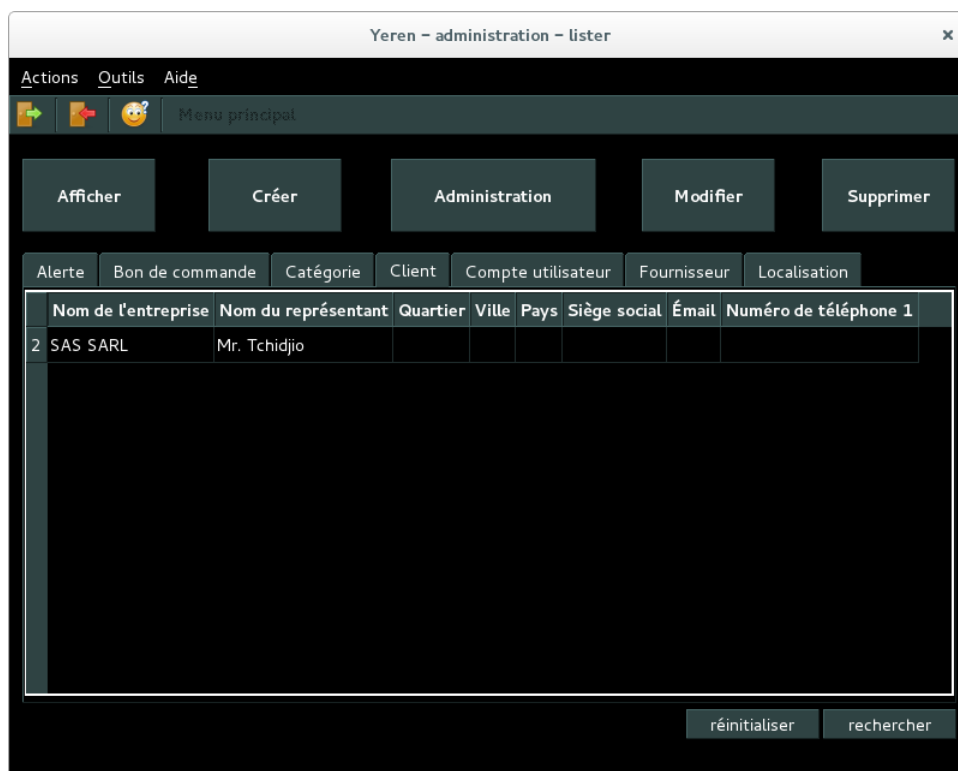 Yeren – administration – lister ×
Actions Outils Aide
Menu principal
Afficher Créer Administration Modifier Supprimer
Alerte Bon de commande Catégorie Client Compte utilisateur Fournisseur Localisation
Nom de l'entreprise Nom du représentant Quartier Ville Pays Siège social Émail Numéro de téléphone 1
2 SAS SARL Mr. Tchidjio
réinitialiser rechercher